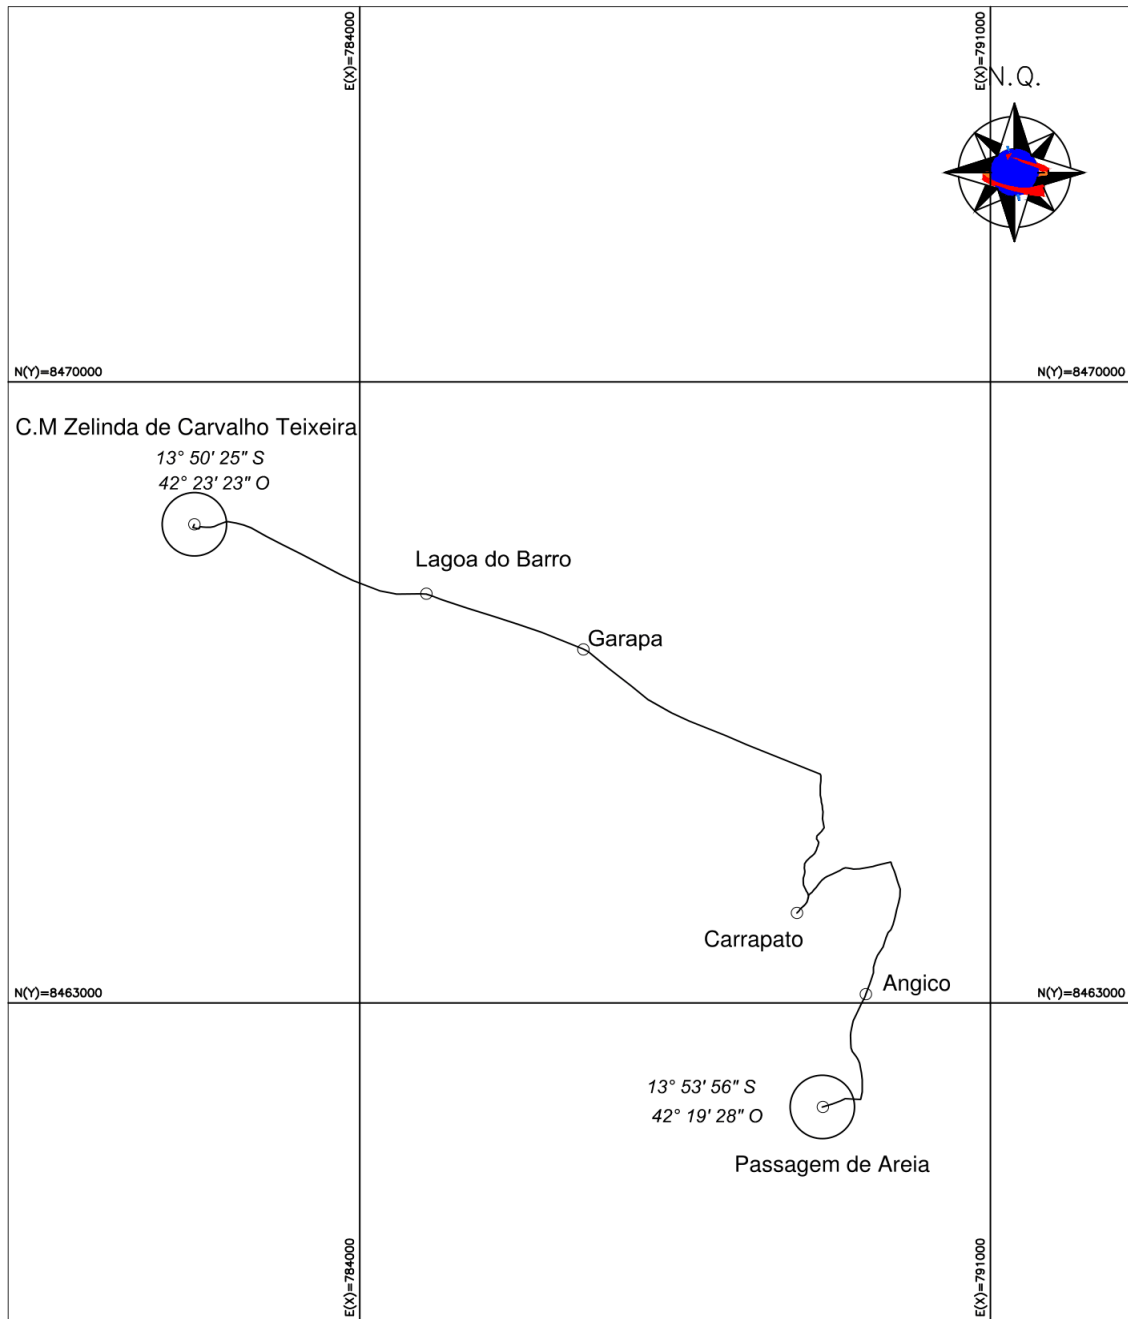 E(X)=784000
E(X)=791000
N.Q.
N(Y)=8470000
N(Y)=8470000
C.M Zelinda de Carvalho Teixeira
13° 50' 25" S
42° 23' 23" O
Lagoa do Barro
Garapa
Carrapato
Angico
N(Y)=8463000
N(Y)=8463000
13° 53' 56" S
42° 19' 28" O
Passagem de Areia
E(X)=784000
E(X)=791000